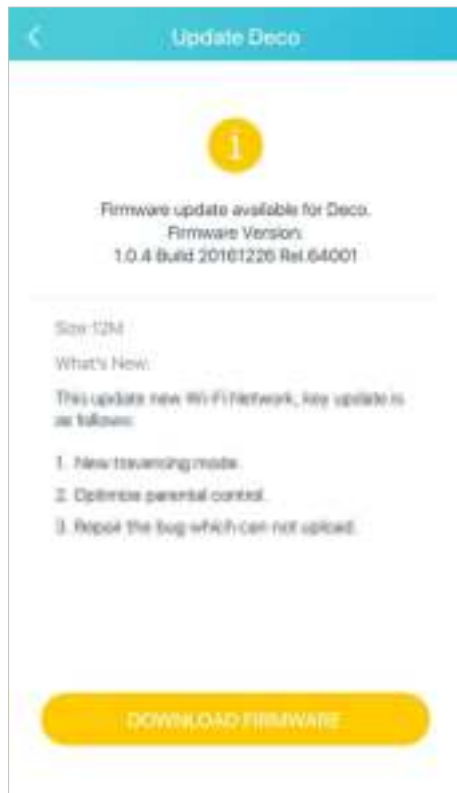 Update Deco
Firmware update available for Deco.
Firmware Version:
1.0.4 Build 20161226 Rel.64001
Size 12M
What's New:
This update new Wi-Fi Network, key update is
as follows:
1. New mode.
2. Optimize parental control.
3. Repair the bug which can not upload.
DOWNLOAD FIRMWARE